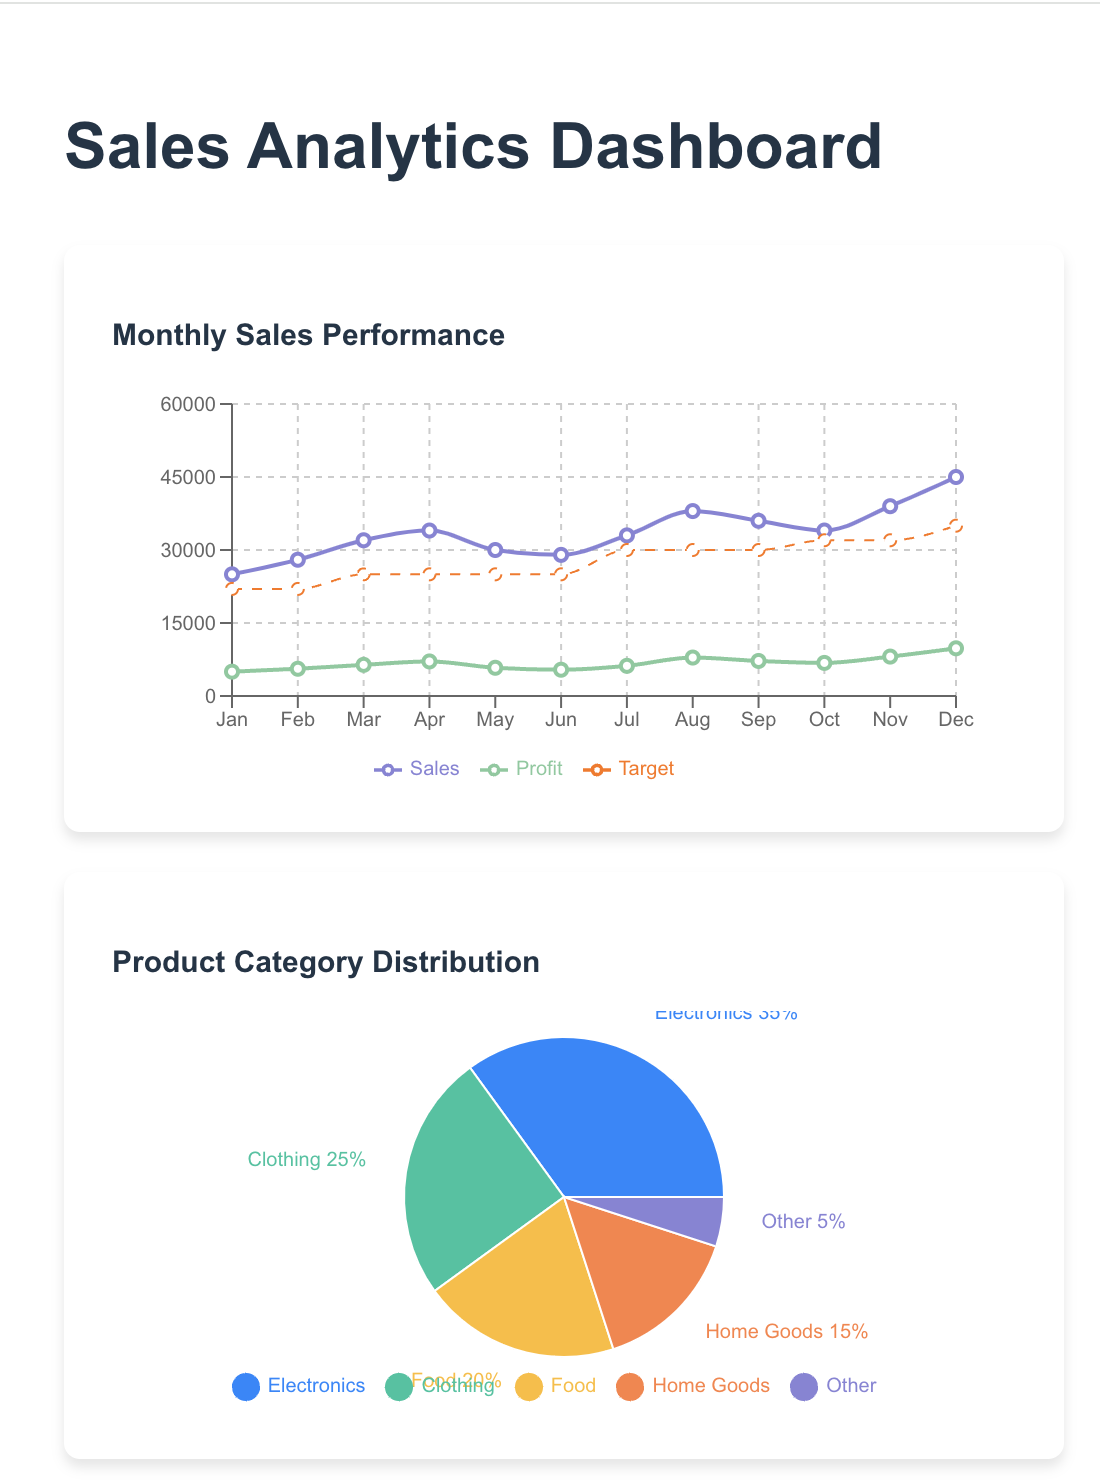 Sales Analytics Dashboard
Monthly Sales Performance
60000
45000
30000
15000
0
Jan Feb Mar Apr May Jun Jul Aug Sep Oct Nov Dec
Sales Profit Target
Product Category Distribution
Electronics 35%
Clothing 25%
Other 5%
Home Goods 15%
Food 20%
Electronics Clothing Food Home Goods Other